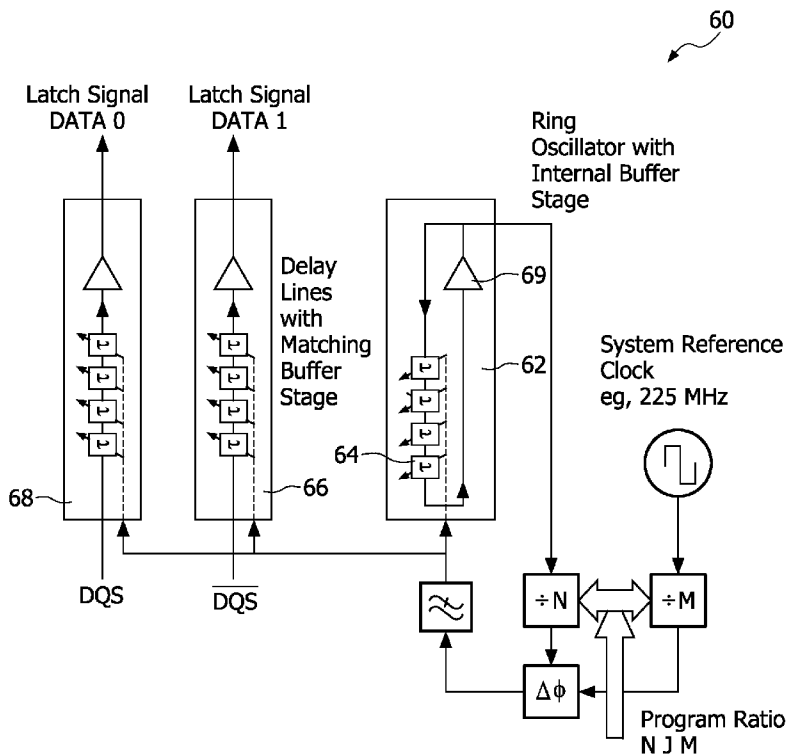 60
Latch Signal
DATA 0
Latch Signal
DATA 1
Ring
Oscillator with
Internal Buffer
Stage
Delay
Lines
with
Matching
Buffer
Stage
69
62
System Reference
Clock
eg, 225 MHz
τ
τ
τ
τ
τ
τ
τ
τ
τ
τ
τ
τ
64
66
68
DQS
DQS
÷N
÷M
Δϕ
Program Ratio
N J M